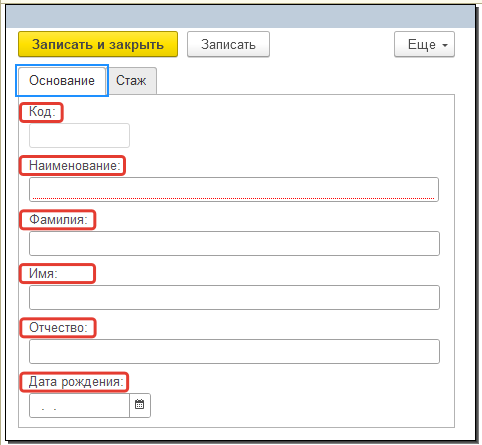 Записать и закрыть Записать Еще
Основание Стаж
Код:
Наименование:
Фамилия:
Имя:
Отчество:
Дата рождения:
. .